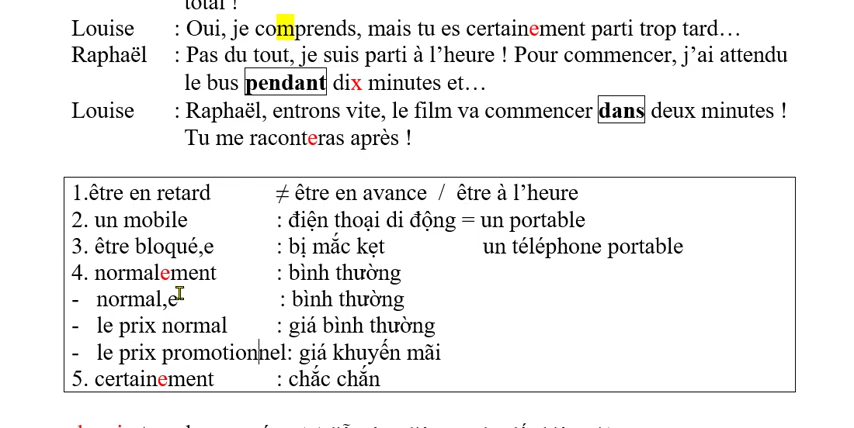 total !
Louise : Oui, je comprends, mais tu es certainement parti trop tard…
Raphaël : Pas du tout, je suis parti à l’heure ! Pour commencer, j’ai attendu
le bus pendant dix minutes et…
Louise : Raphaël, entrons vite, le film va commencer dans deux minutes !
Tu me raconteras après !
1.être en retard ≠ être en avance / être à l’heure
2. un mobile : điện thoại di động = un portable
3. être bloqué,e : bị mắc kẹt un téléphone portable
4. normalement : bình thường
- normal,e : bình thường
- le prix normal : giá bình thường
- le prix promotionnel: giá khuyến mãi
5. certainement : chắc chắn